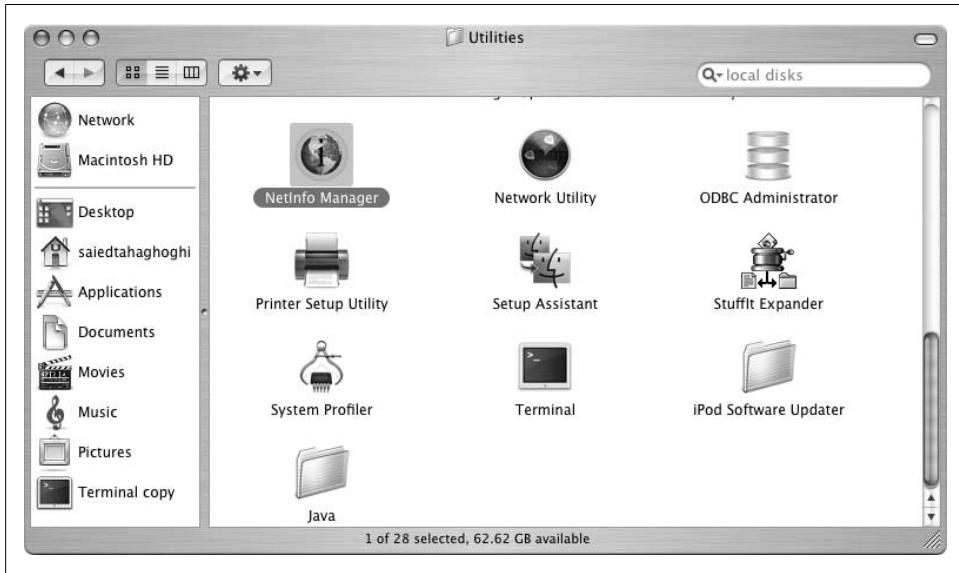 Utilities
local disks
Network
Macintosh HD
Desktop
saiedtahaghoghi
Applications
Documents
Movies
Music
Pictures
Terminal copy
NetInfo Manager
Network Utility
ODBC Administrator
Printer Setup Utility
Setup Assistant
StuffIt Expander
System Profiler
Terminal
iPod Software Updater
Java
1 of 28 selected, 62.62 GB available